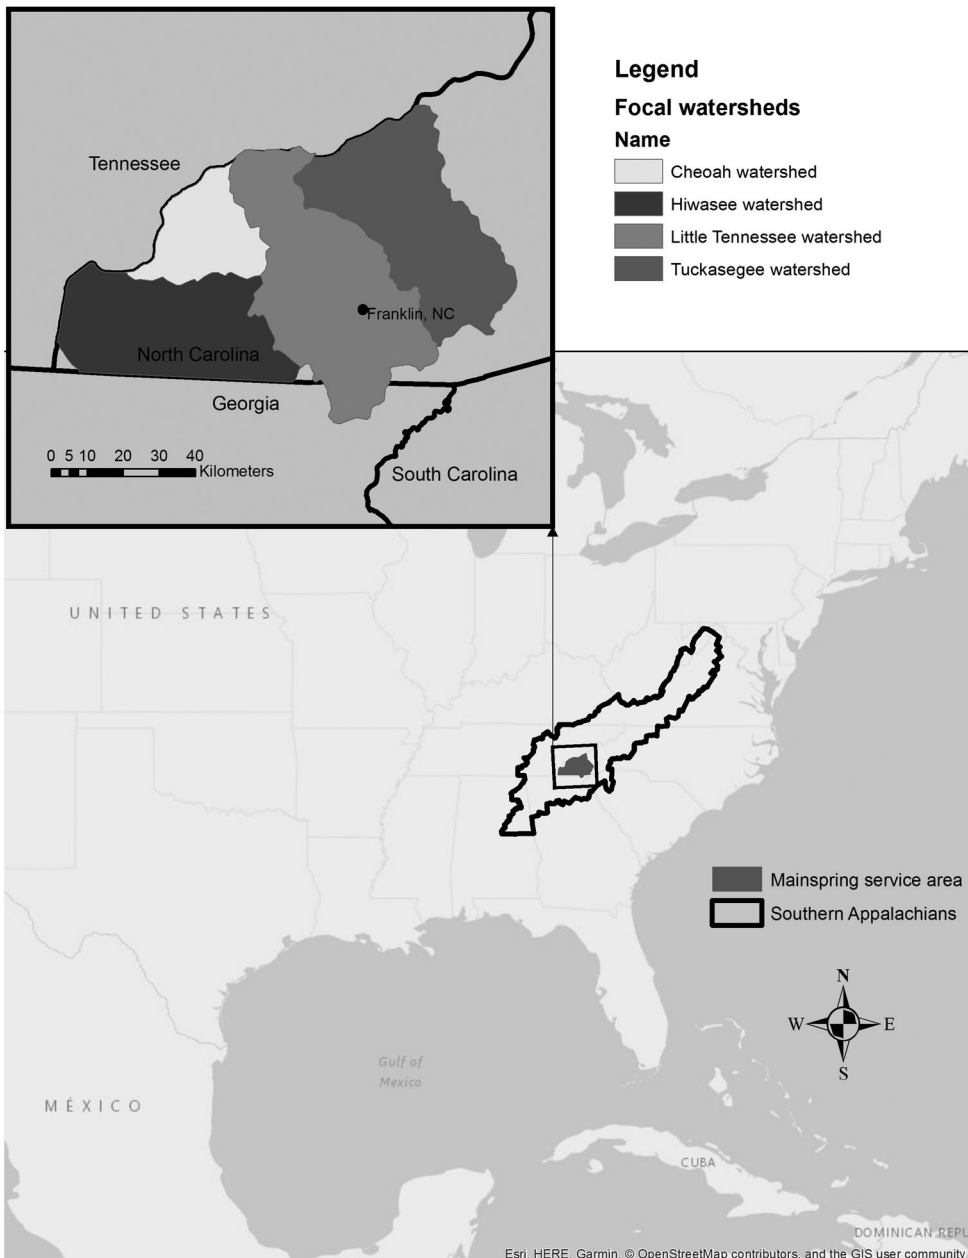 Legend
Focal watersheds
Name
Cheoah watershed
Hiwasee watershed
Little Tennessee watershed
Tuckasegee watershed
Tennessee
Franklin, NC
North Carolina
Georgia
South Carolina
0 5 10 20 30 40
Kilometers
UNITED STATES
Mainspring service area
Southern Appalachians
N
W E
S
Gulf of
Mexico
MÉXICO
CUBA
DOMINICAN REPU
Esri, HERE, Garmin, © OpenStreetMap contributors, and the GIS user community